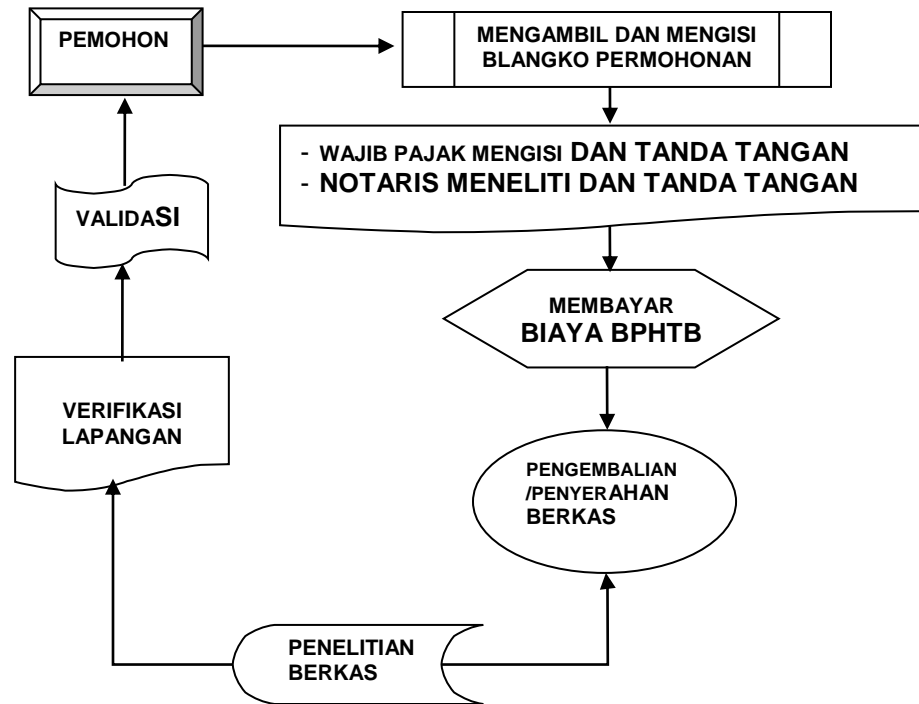 PEMOHON
MENGAMBIL DAN MENGISI
BLANGKO PERMOHONAN
- WAJIB PAJAK MENGISI DAN TANDA TANGAN
- NOTARIS MENELITI DAN TANDA TANGAN
MEMBAYAR
BIAYA BPHTB
PENGEMBALIAN
/PENYERAHAN
BERKAS
PENELITIAN
BERKAS
VERIFIKASI
LAPANGAN
VALIDASI